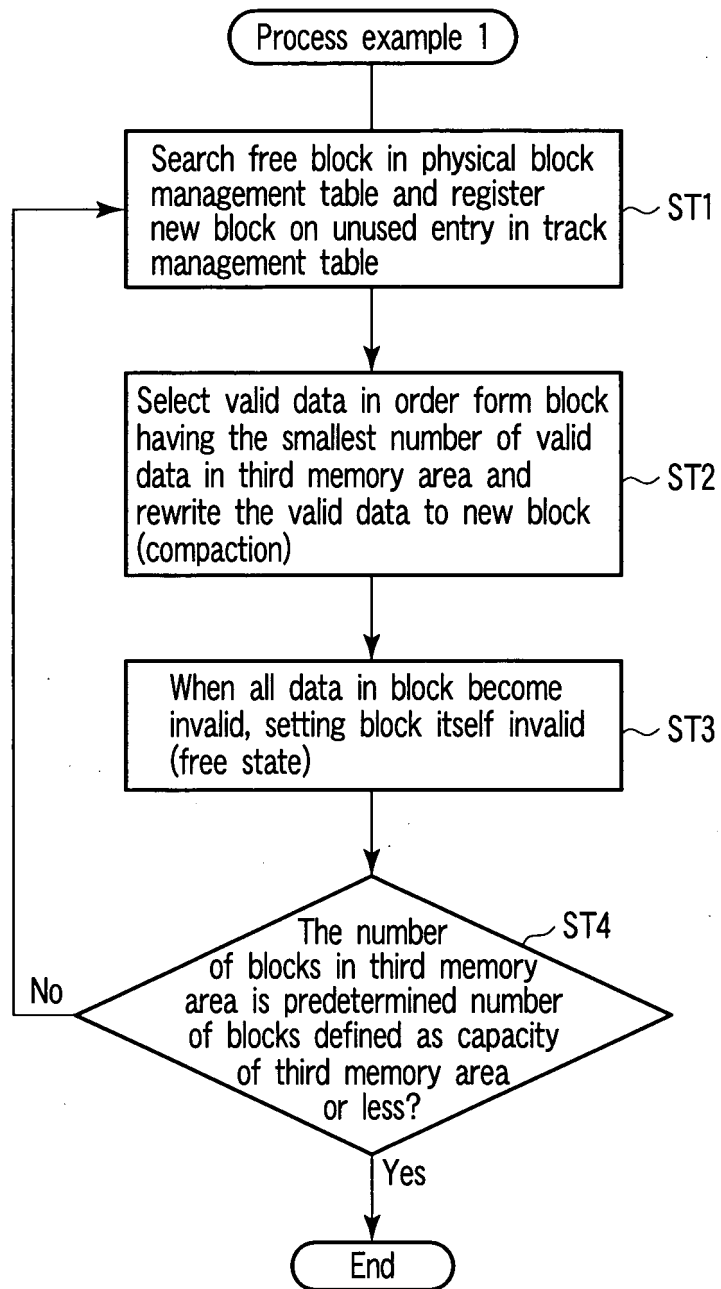 Process example 1
Search free block in physical block
management table and register
new block on unused entry in track
management table
ST1
Select valid data in order form block
having the smallest number of valid
data in third memory area and
rewrite the valid data to new block
(compaction)
ST2
When all data in block become
invalid, setting block itself invalid
(free state)
ST3
ST4
The number
of blocks in third memory
area is predetermined number
of blocks defined as capacity
of third memory area
or less?
No
Yes
End